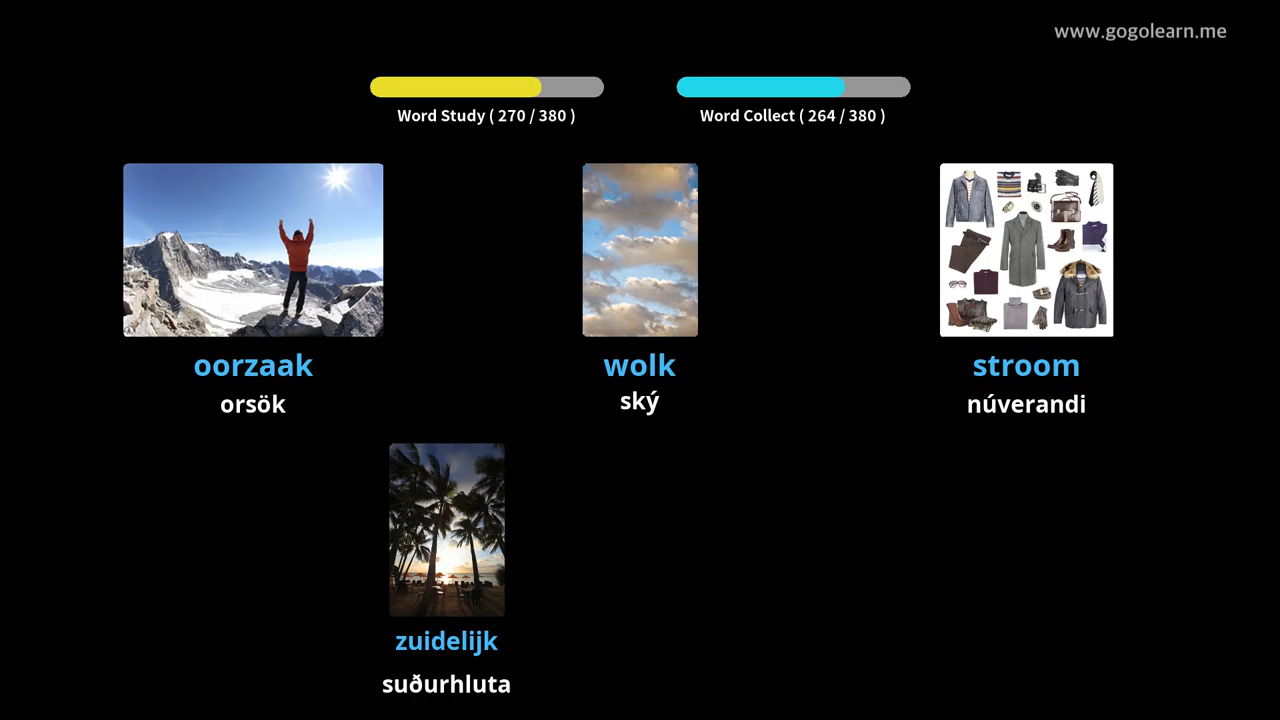 www.gogolearn.me
Word Study ( 270 / 380 )
Word Collect ( 264 / 380 )
oorzaak
orsök
wolk
ský
stroom
núverandi
zuidelijk
suðurhluta